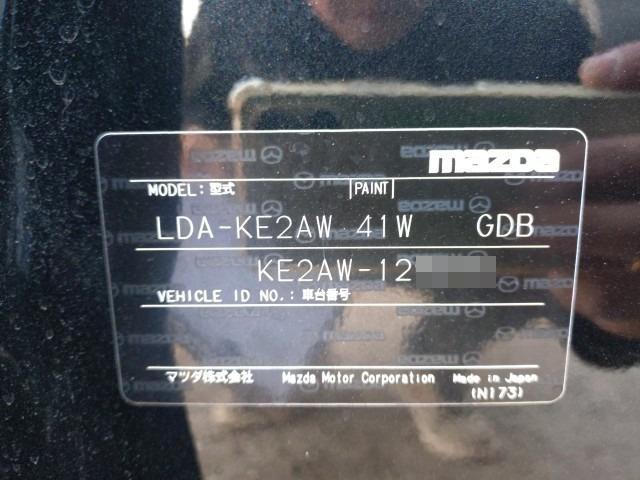 mazda
MODEL:型式 PAINT
LDA-KE2AW 41W GDB
KE2AW-12
VEHICLE ID NO.:車台番号
マツダ株式会社 Mazda Motor Corporation Made in Japan
(N173)